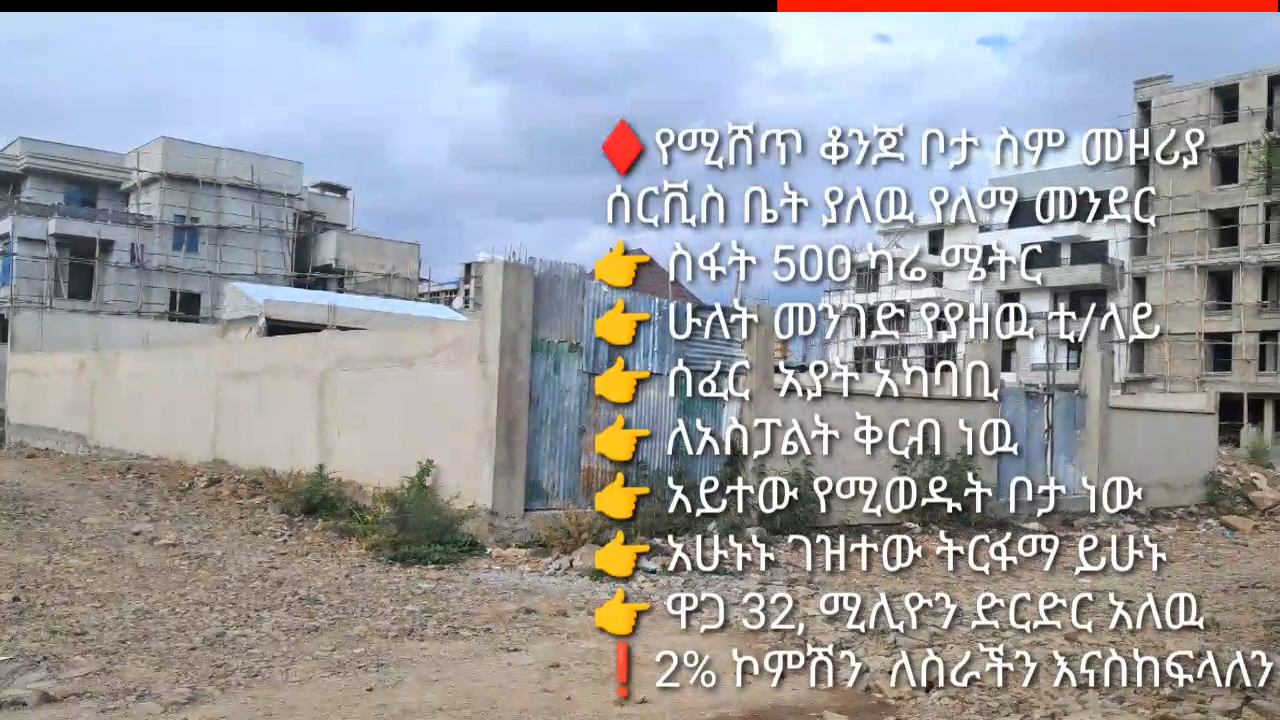 ♦️የሚሸጥ ቆንጆ ቦታ ስም መዞሪያ
ሰርቪስ ቤት ያለዉ የለማ መንደር
👉 ስፋት 500 ካሬ ሜትር
👉 ሁለት መንገድ የያዘዉ ቲ/ላይ
👉 ሰፈር አያት አካባቢ
👉 ለአስፓልት ቅርብ ነዉ
👉 አይተው የሚወዱት ቦታ ነው
👉 አሁኑኑ ገዝተው ትርፋማ ይሁኑ
👉 ዋጋ 32, ሚሊዮን ድርድር አለዉ
❗2% ኮምሽን ለስራችን እናስከፍላለን